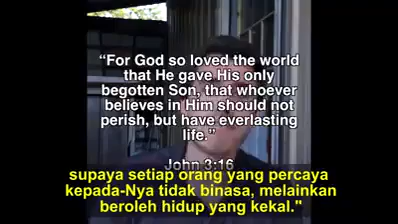 “For God so loved the world
that He gave His only
begotten Son, that whoever
believes in Him should not
perish, but have everlasting
life.”
John 3:16
supaya setiap orang yang percaya
kepada-Nya tidak binasa, melainkan
beroleh hidup yang kekal."